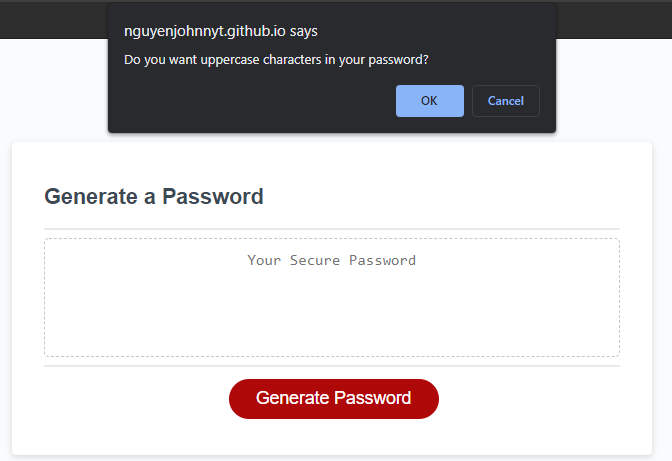 nguyenjohnnyt.github.io says
Do you want uppercase characters in your password?
OK
Cancel
Generate a Password
Your Secure Password
Generate Password